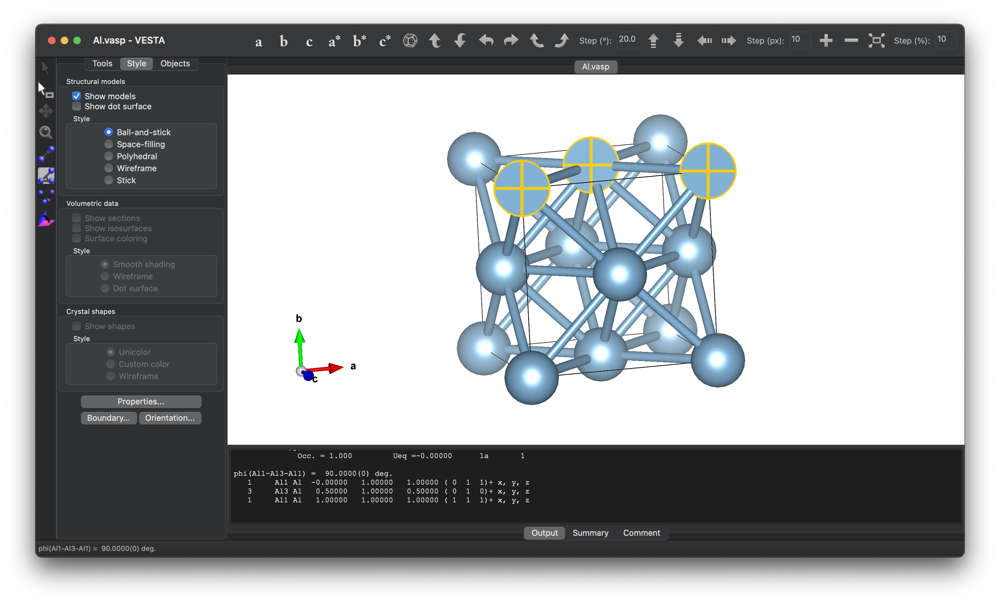 Al.vasp - VESTA
a b c a* b* c* Step (°): 20.0 Step (px): 10 Step (%): 10
Tools Style Objects
Al.vasp
Structural models
Show models
Show dot surface
Style
Ball-and-stick
Space-filling
Polyhedral
Wireframe
Stick
Volumetric data
Show sections
Show isosurfaces
Surface coloring
Style
Smooth shading
Wireframe
Dot surface
Crystal shapes
Show shapes
Style
Unicolor
Custom color
Wireframe
Properties...
Boundary... Orientation...
b
a
c
Occ. = 1.000 Ueq =-0.00000 1a 1
phi(Al1-Al3-Al1) = 90.0000(0) deg.
1 Al1 Al -0.00000 1.00000 1.00000 ( 0 1 1)+ x, y, z
3 Al3 Al 0.50000 1.00000 0.50000 ( 0 1 0)+ x, y, z
1 Al1 Al 1.00000 1.00000 1.00000 ( 1 1 1)+ x, y, z
Output Summary Comment
phi(Al1-Al3-Al1) = 90.0000(0) deg.